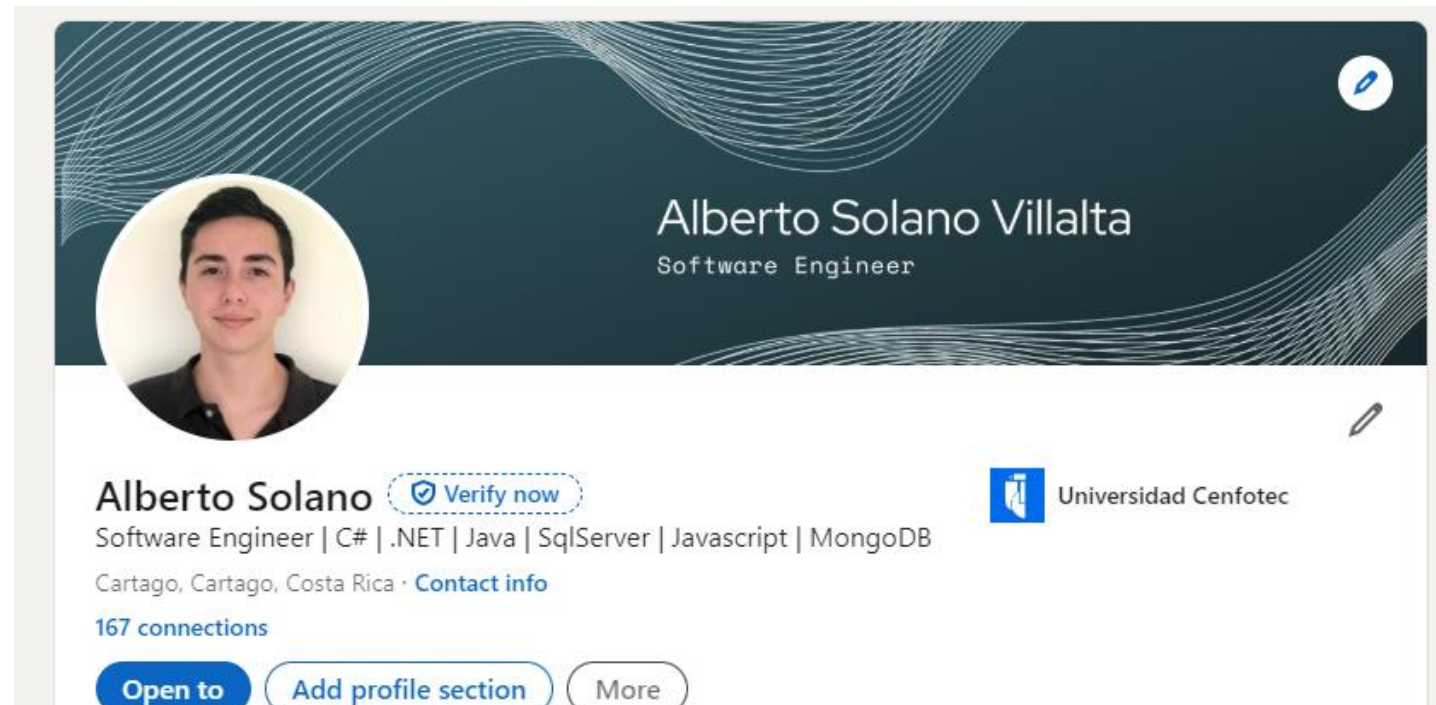 Alberto Solano Villalta
Software Engineer
Alberto Solano Verify now
Universidad Cenfotec
Software Engineer | C# | .NET | Java | SqlServer | Javascript | MongoDB
Cartago, Cartago, Costa Rica · Contact info
167 connections
Open to Add profile section More